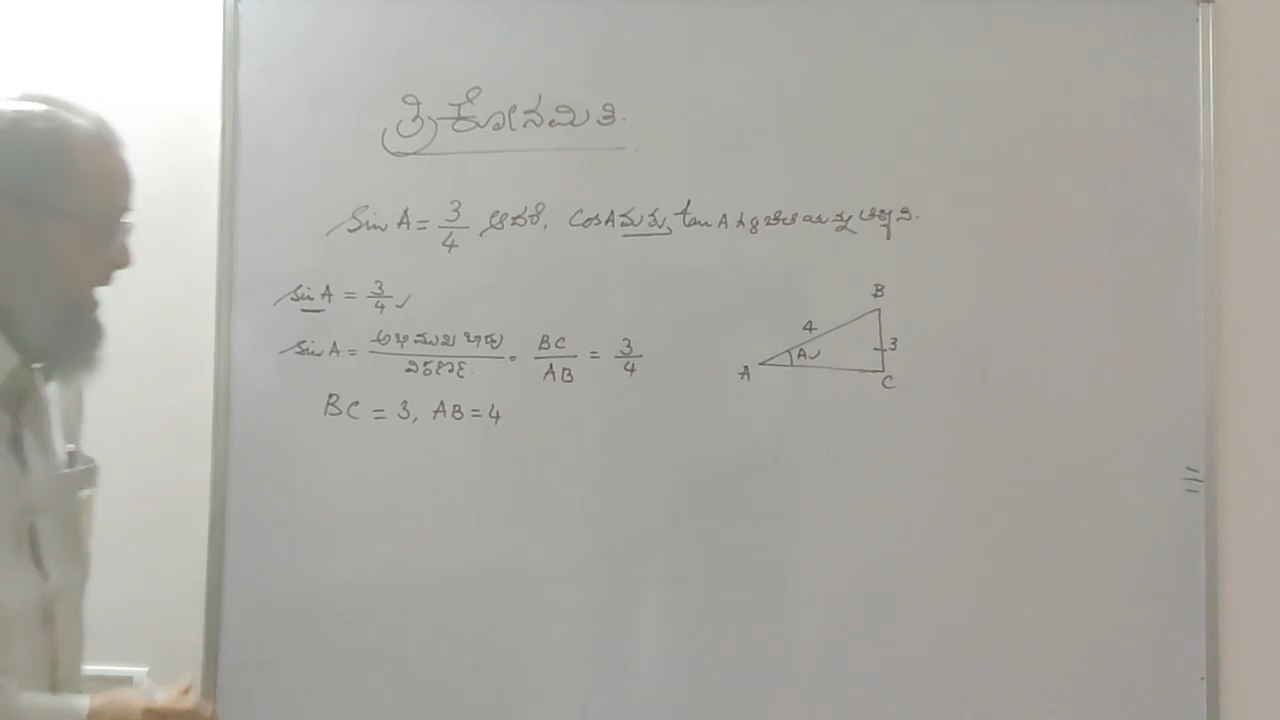 ತ್ರಿಕೋನಮಿತಿ.
Sin A = 3/4 ಆದರೆ, Cos A ಮತ್ತು tan A ಗಳ ಬೆಲೆಯನ್ನು
Sin A = 3/4 ✓
Sin A = ಅಭಿಮುಖ ಬಾಹು/ವಿಕರ್ಣ. = BC/AB = 3/4
BC = 3, AB = 4
B
4
3
A
A
C